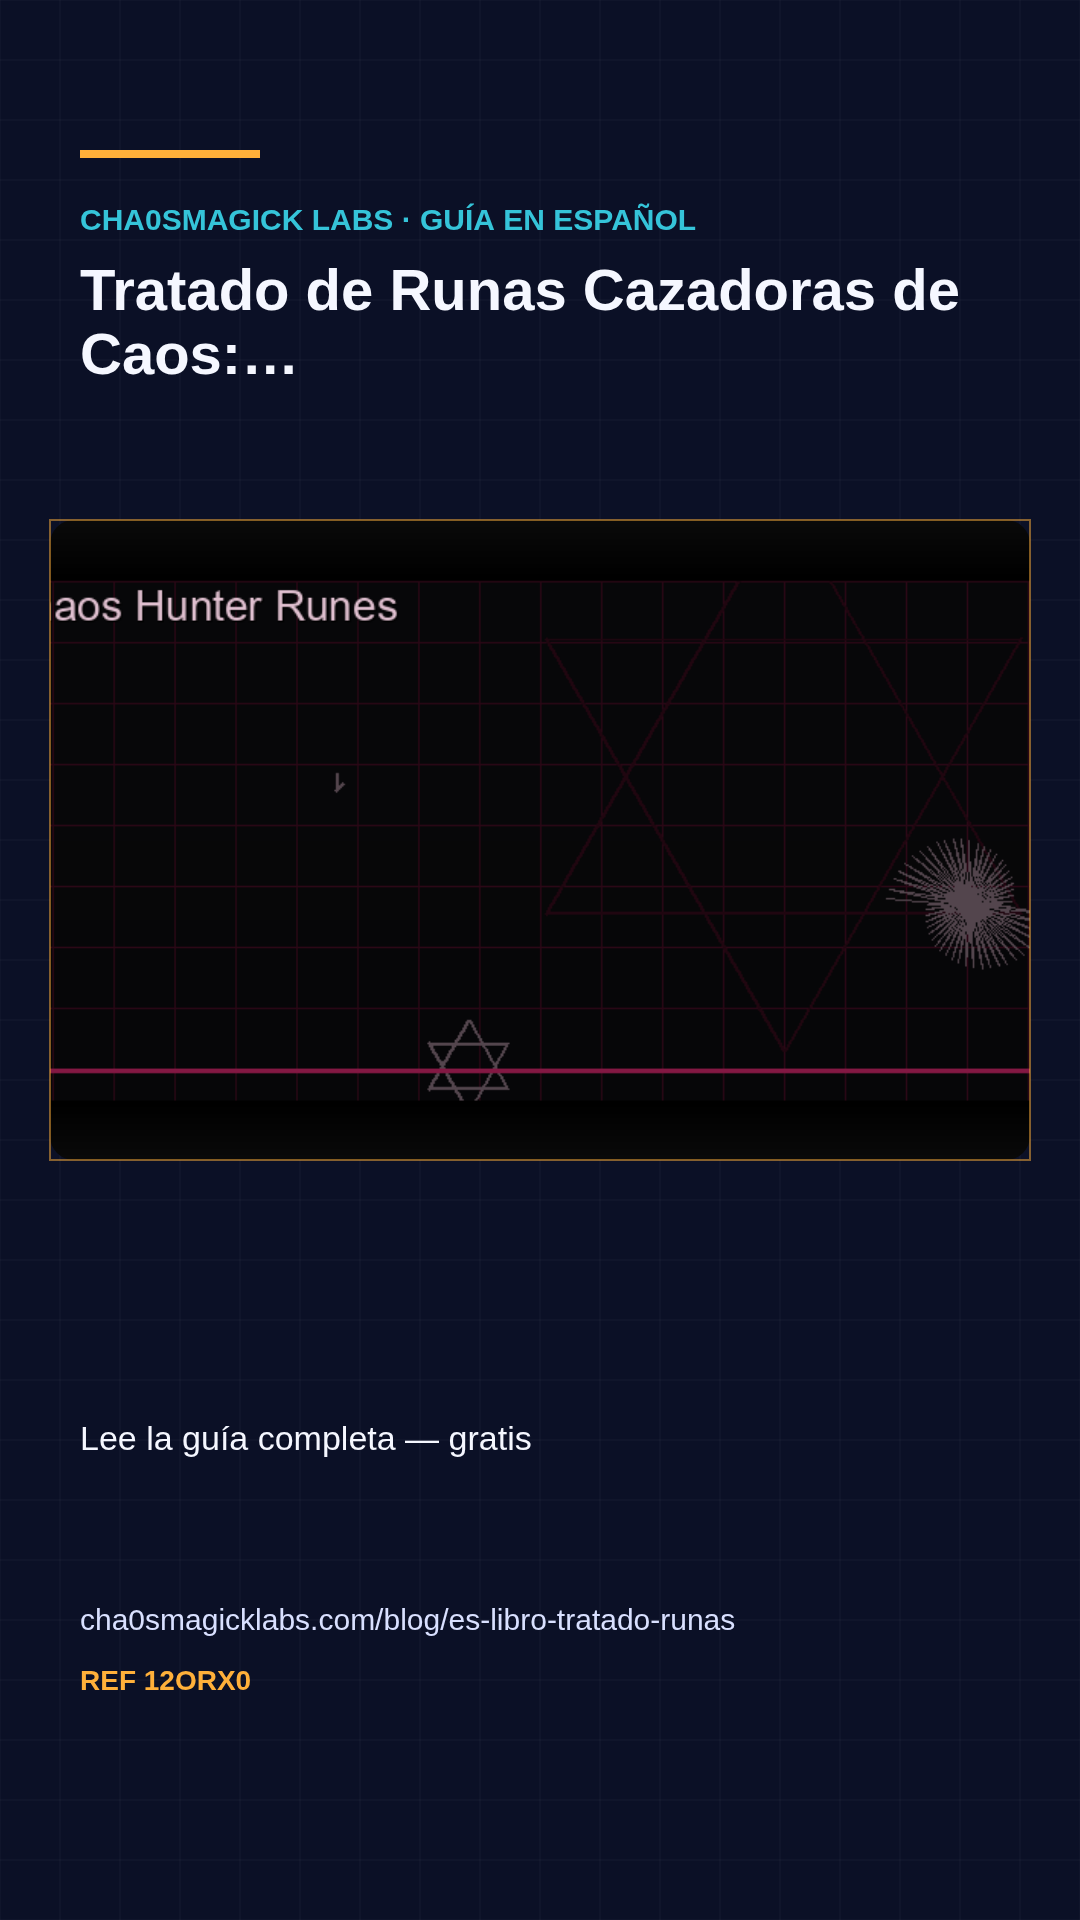 CHA0SMAGICK LABS · GUÍA EN ESPAÑOL
Tratado de Runas Cazadoras de
Caos:…
aos Hunter Runes
Lee la guía completa — gratis
cha0smagicklabs.com/blog/es-libro-tratado-runas
REF 12ORX0